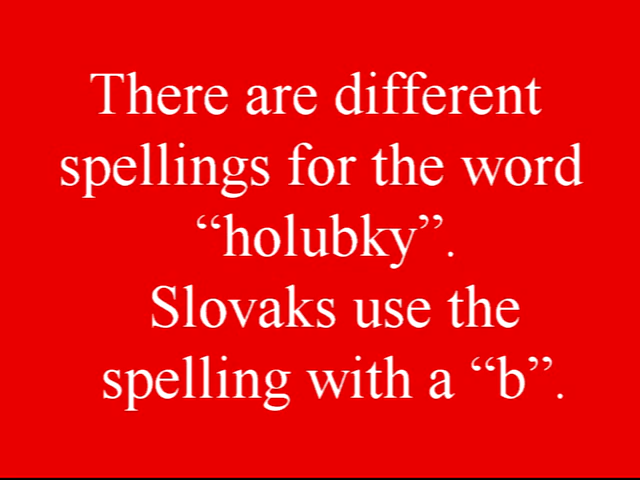 There are different
spellings for the word
“holubky”.
Slovaks use the
spelling with a “b”.